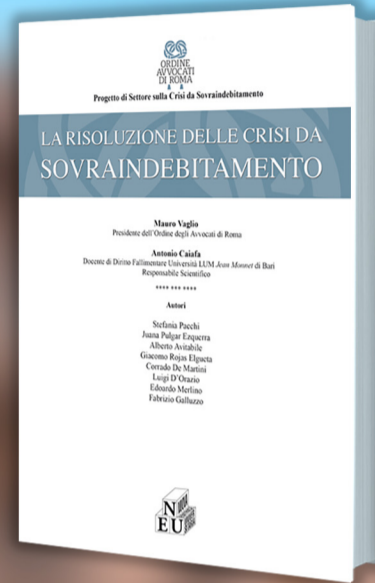 ORDINE
AVVOCATI
DI ROMA
Progetto di Settore sulla Crisi da Sovraindebitamento
LA RISOLUZIONE DELLE CRISI DA
SOVRAINDEBITAMENTO
Mauro Vaglio
Presidente dell'Ordine degli Avvocati di Roma
Antonio Caiafa
Docente di Diritto Fallimentare Università LUM Jean Monnet di Bari
Responsabile Scientifico
**** *** ****
Autori
Stefania Pacchi
Juana Pulgar Ezquerra
Alberto Avitabile
Giacomo Rojas Elgueta
Corrado De Martini
Luigi D'Orazio
Edoardo Merlino
Fabrizio Galluzzo
NEU